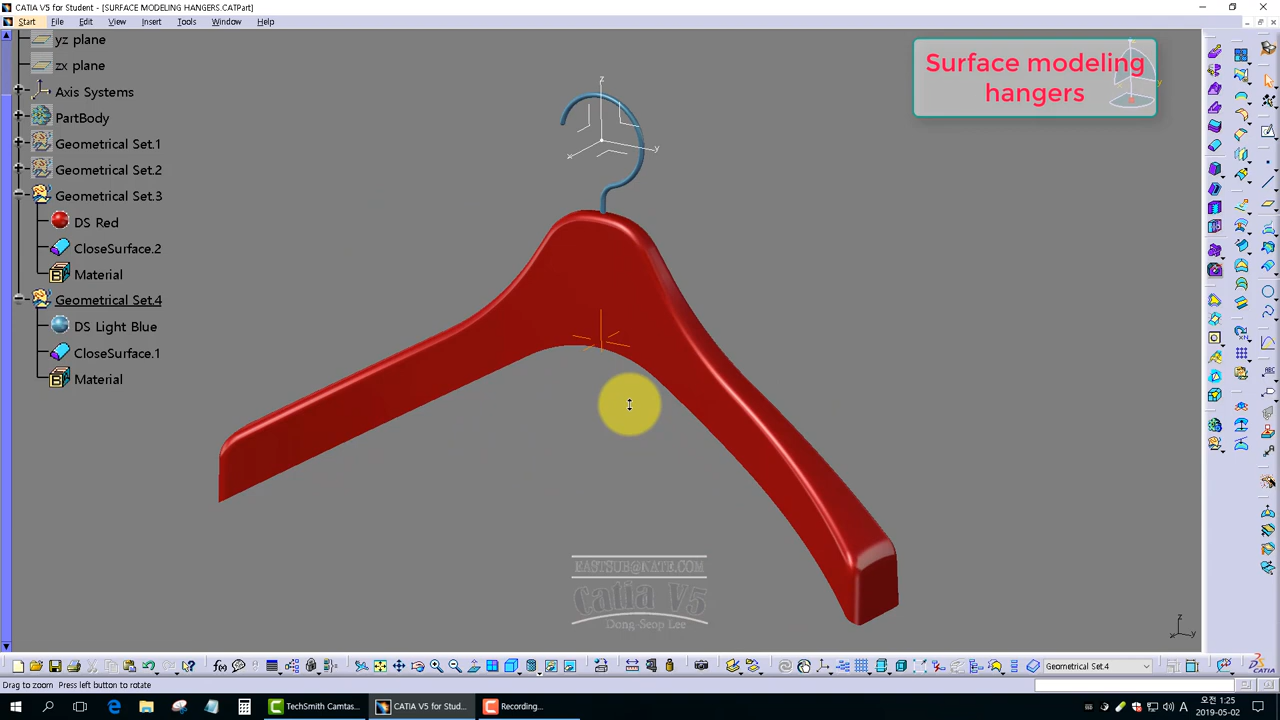 CATIA V5 for Student - [SURFACE MODELING HANGERS.CATPart]
Start File Edit View Insert Tools Window Help
yz plane
zx plane
Axis Systems
PartBody
Geometrical Set.1
Geometrical Set.2
Geometrical Set.3
DS Red
CloseSurface.2
Material
Geometrical Set.4
DS Light Blue
CloseSurface.1
Material
Surface modeling
hangers
z
x
y
EASTSUB@NATE.COM
Catia V5
Dong-Seop Lee
z
x
y
Geometrical Set.4
Drag to zoom Press left button to rotate
TechSmith Camtas...
CATIA V5 for Stud...
Recording...
A
오전 1:25
2019-05-02